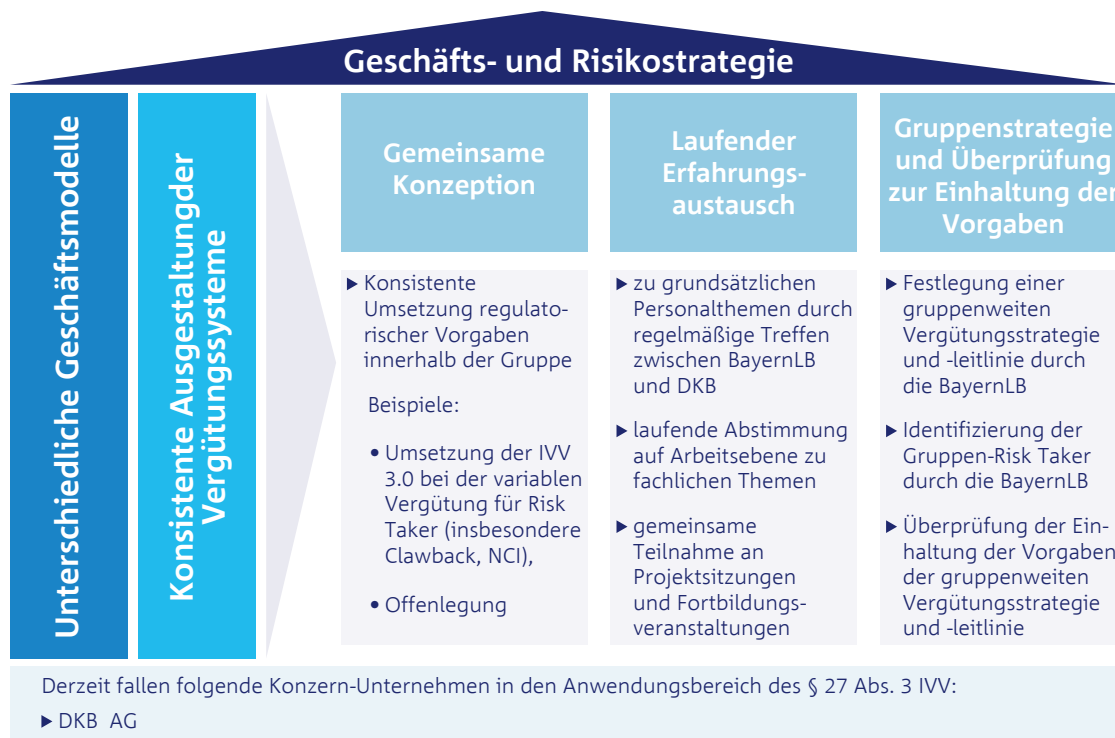 Geschäfts- und Risikostrategie
Unterschiedliche Geschäftsmodelle
Konsistente Ausgestaltungder
Vergütungssysteme
Gemeinsame
Konzeption
▶ Konsistente
Umsetzung regulato-
rischer Vorgaben
innerhalb der Gruppe
Beispiele:
• Umsetzung der IVV
3.0 bei der variablen
Vergütung für Risk
Taker (insbesondere
Clawback, NCI),
• Offenlegung
Laufender
Erfahrungs-
austausch
▶ zu grundsätzlichen
Personalthemen durch
regelmäßige Treffen
zwischen BayernLB
und DKB
▶ laufende Abstimmung
auf Arbeitsebene zu
fachlichen Themen
▶ gemeinsame
Teilnahme an
Projektsitzungen
und Fortbildungs-
veranstaltungen
Gruppenstrategie
und Überprüfung
zur Einhaltung der
Vorgaben
▶ Festlegung einer
gruppenweiten
Vergütungsstrategie
und -leitlinie durch
die BayernLB
▶ Identifizierung der
Gruppen-Risk Taker
durch die BayernLB
▶ Überprüfung der Ein-
haltung der Vorgaben
der gruppenweiten
Vergütungsstrategie
und -leitlinie
Derzeit fallen folgende Konzern-Unternehmen in den Anwendungsbereich des § 27 Abs. 3 IVV:
▶ DKB AG